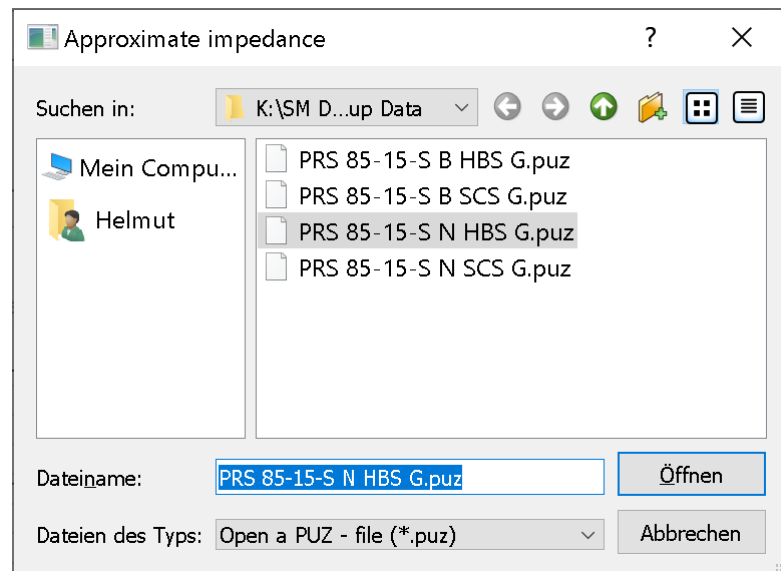 Approximate impedance ?
Suchen in: K:\SM D...up Data
Mein Compu...
Helmut
PRS 85-15-S B HBS G.puz
PRS 85-15-S B SCS G.puz
PRS 85-15-S N HBS G.puz
PRS 85-15-S N SCS G.puz
Dateiname: PRS 85-15-S N HBS G.puz Öffnen
Dateien des Typs: Open a PUZ - file (*.puz) Abbrechen